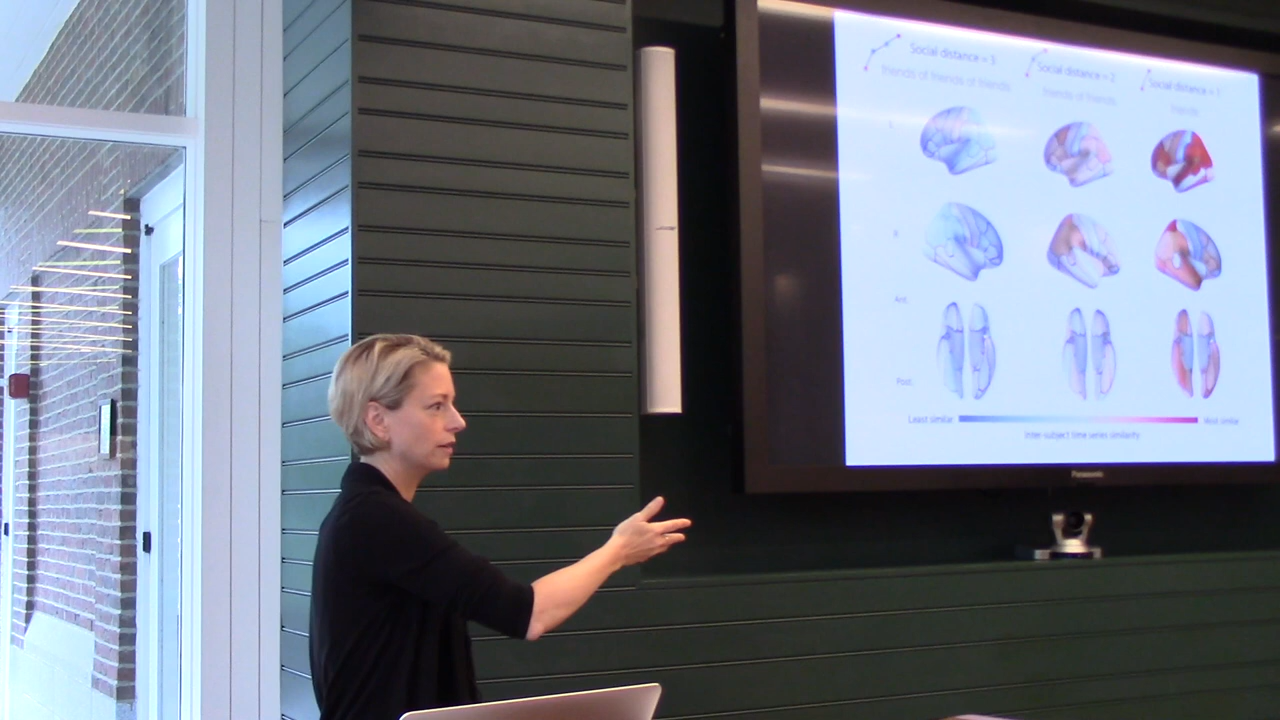 Social distance = 3
friends of friends of friends
Social distance = 2
friends of friends
Social distance = 1
friends
L
R
Ant.
Post.
Least similar
Most similar
Inter-subject time series similarity
Panasonic